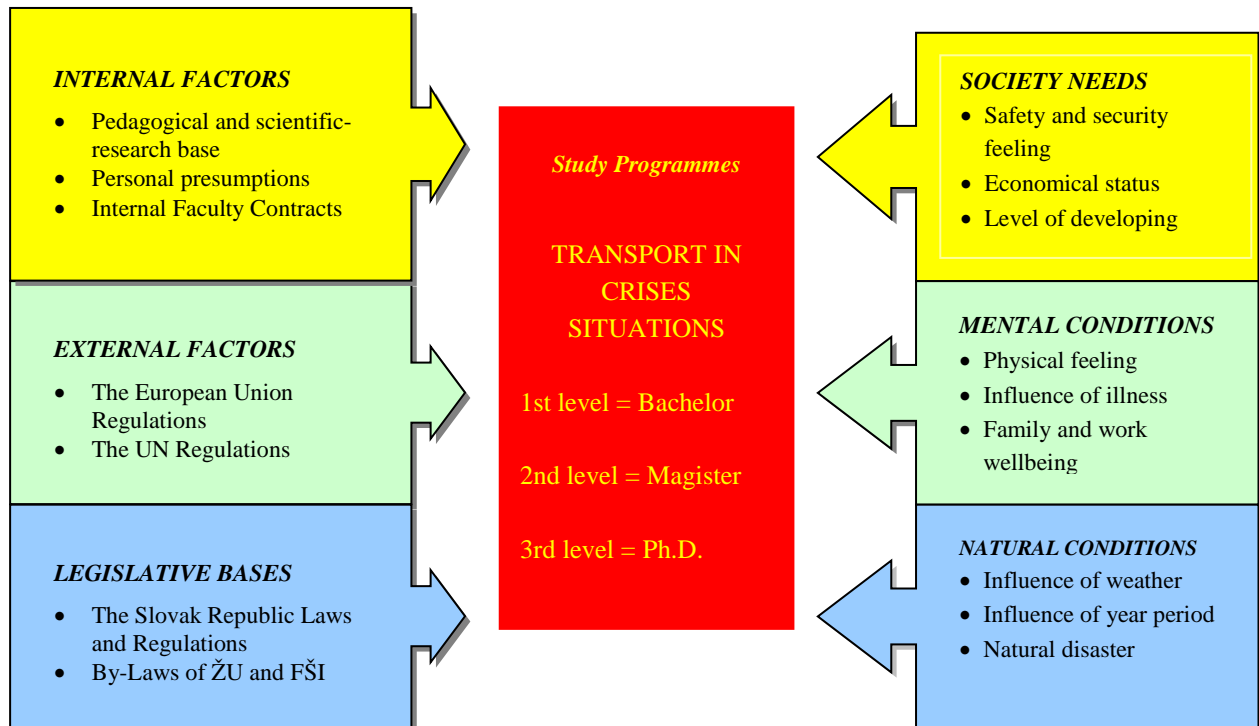 INTERNAL FACTORS
• Pedagogical and scientific-
research base
• Personal presumptions
• Internal Faculty Contracts
EXTERNAL FACTORS
• The European Union
Regulations
• The UN Regulations
LEGISLATIVE BASES
• The Slovak Republic Laws
and Regulations
• By-Laws of ŽU and FŠI
Study Programmes
TRANSPORT IN
CRISES
SITUATIONS
1st level = Bachelor
2nd level = Magister
3rd level = Ph.D.
SOCIETY NEEDS
• Safety and security
feeling
• Economical status
• Level of developing
MENTAL CONDITIONS
• Physical feeling
• Influence of illness
• Family and work
wellbeing
NATURAL CONDITIONS
• Influence of weather
• Influence of year period
• Natural disaster